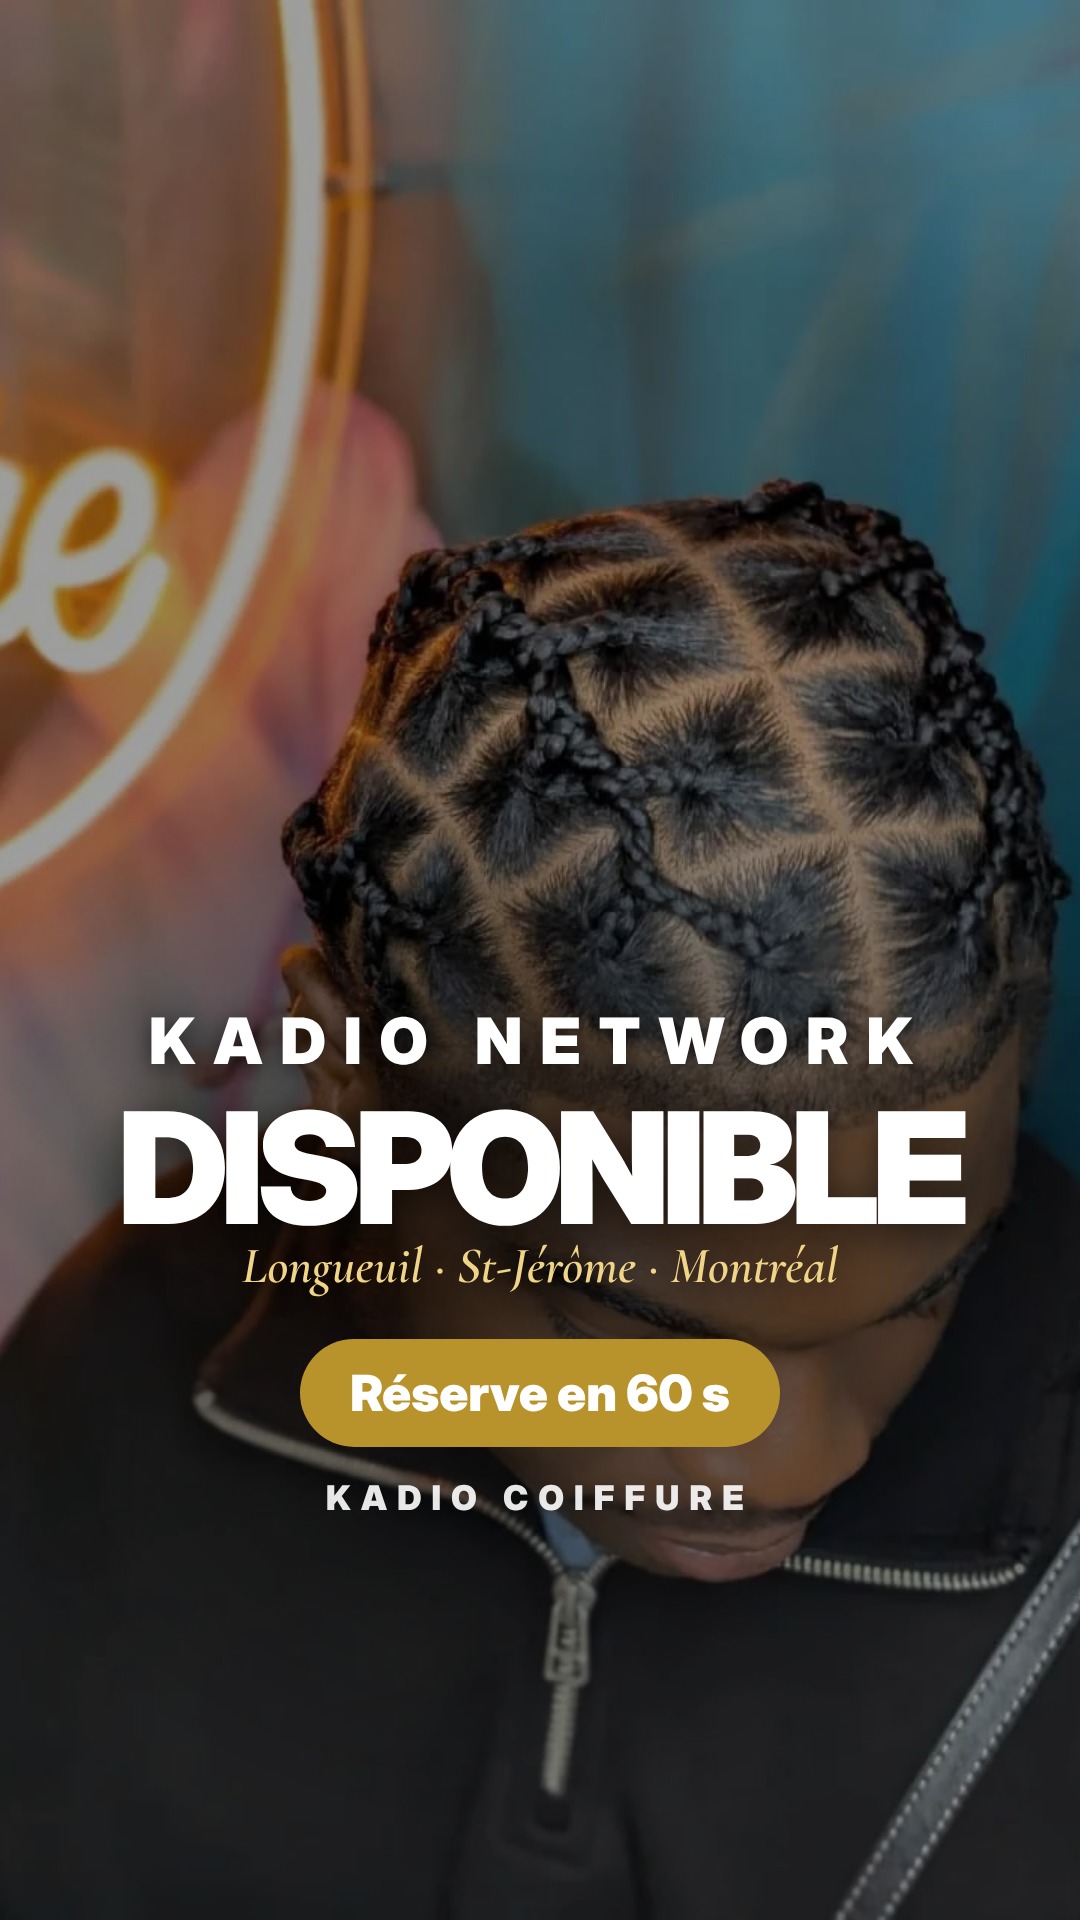 KADIO NETWORK
DISPONIBLE
Longueuil · St-Jérôme · Montréal
Réserve en 60 s
KADIO COIFFURE